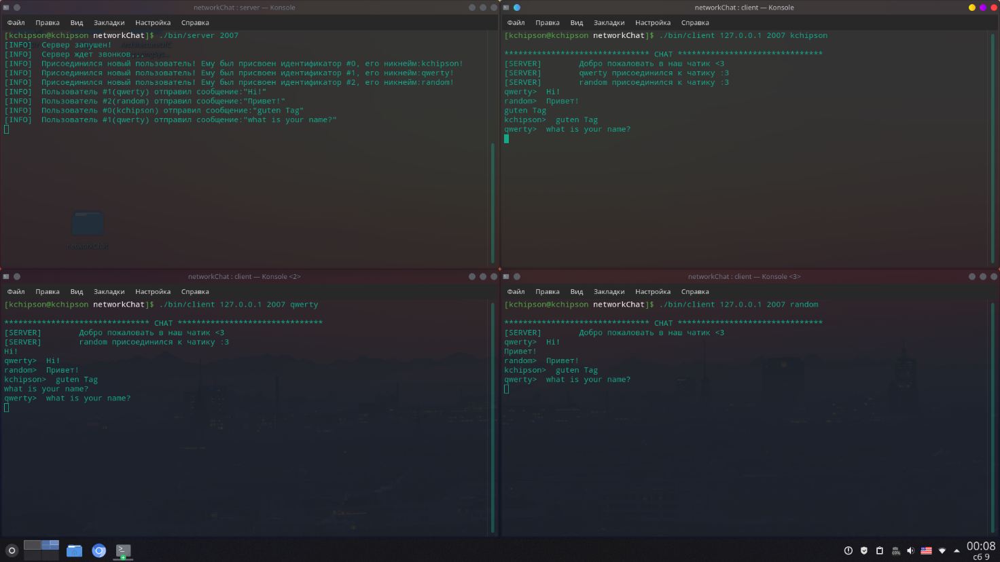 networkChat : server — Konsole
Файл Правка Вид Закладки Настройка Справка
[kchipson@kchipson networkChat]$ ./bin/server 2007
[INFO] Сервер запушен!
[INFO] Сервер ждет звонков...
[INFO] Присоединился новый пользователь! Ему был присвоен идентификатор #0, его никнейм:kchipson!
[INFO] Присоединился новый пользователь! Ему был присвоен идентификатор #1, его никнейм:qwerty!
[INFO] Присоединился новый пользователь! Ему был присвоен идентификатор #2, его никнейм:random!
[INFO] Пользователь #1(qwerty) отправил сообщение:"Hi!"
[INFO] Пользователь #2(random) отправил сообщение:"Привет!"
[INFO] Пользователь #0(kchipson) отправил сообщение:"guten Tag"
[INFO] Пользователь #1(qwerty) отправил сообщение:"what is your name?"
networkChat
networkChat : client — Konsole
Файл Правка Вид Закладки Настройка Справка
[kchipson@kchipson networkChat]$ ./bin/client 127.0.0.1 2007 kchipson
******************************* CHAT *******************************
[SERVER] Добро пожаловать в наш чатик <3
[SERVER] qwerty присоединился к чатику :3
[SERVER] random присоединился к чатику :3
qwerty> Hi!
random> Привет!
guten Tag
kchipson> guten Tag
qwerty> what is your name?
networkChat : client — Konsole <2>
Файл Правка Вид Закладки Настройка Справка
[kchipson@kchipson networkChat]$ ./bin/client 127.0.0.1 2007 qwerty
******************************* CHAT *******************************
[SERVER] Добро пожаловать в наш чатик <3
[SERVER] random присоединился к чатику :3
Hi!
qwerty> Hi!
random> Привет!
kchipson> guten Tag
what is your name?
qwerty> what is your name?
networkChat : client — Konsole <3>
Файл Правка Вид Закладки Настройка Справка
[kchipson@kchipson networkChat]$ ./bin/client 127.0.0.1 2007 random
******************************* CHAT *******************************
[SERVER] Добро пожаловать в наш чатик <3
qwerty> Hi!
Привет!
random> Привет!
kchipson> guten Tag
qwerty> what is your name?
69%
00:08
сб 9